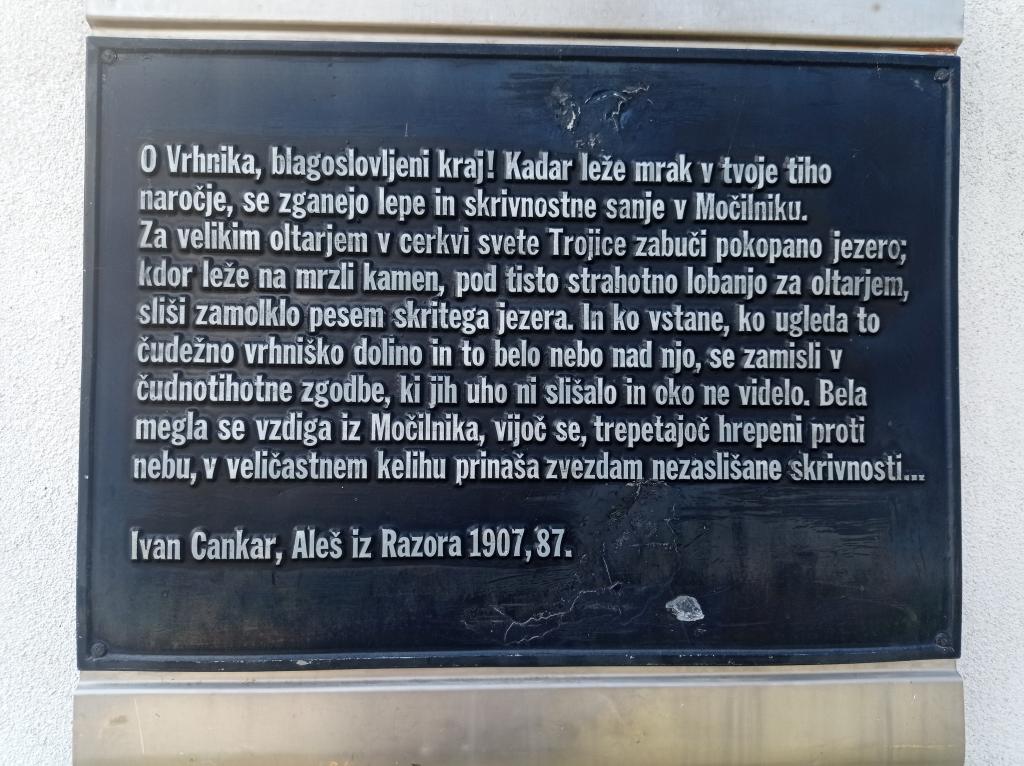 O Vrhnika, blagoslovljeni kraj! Kadar leže mrak v tvoje tiho
naročje, se zganejo lepe in skrivnostne sanje v Močilniku.
Za velikim oltarjem v cerkvi svete Trojice zabuči pokopano jezero;
kdor leže na mrzli kamen, pod tisto strahotno lobanjo za oltarjem,
sliši zamolklo pesem skritega jezera. In ko vstane, ko ugleda to
čudežno vrhniško dolino in to belo nebo nad njo, se zamisli v
čudnotihotne zgodbe, ki jih uho ni slišalo in oko ne videlo. Bela
megla se vzdiga iz Močilnika, vijoč se, trepetajoč hrepeni proti
nebu, v veličastnem kelihu prinaša zvezdam nezaslišane skrivnosti...
Ivan Cankar, Aleš iz Razora 1907, 87.